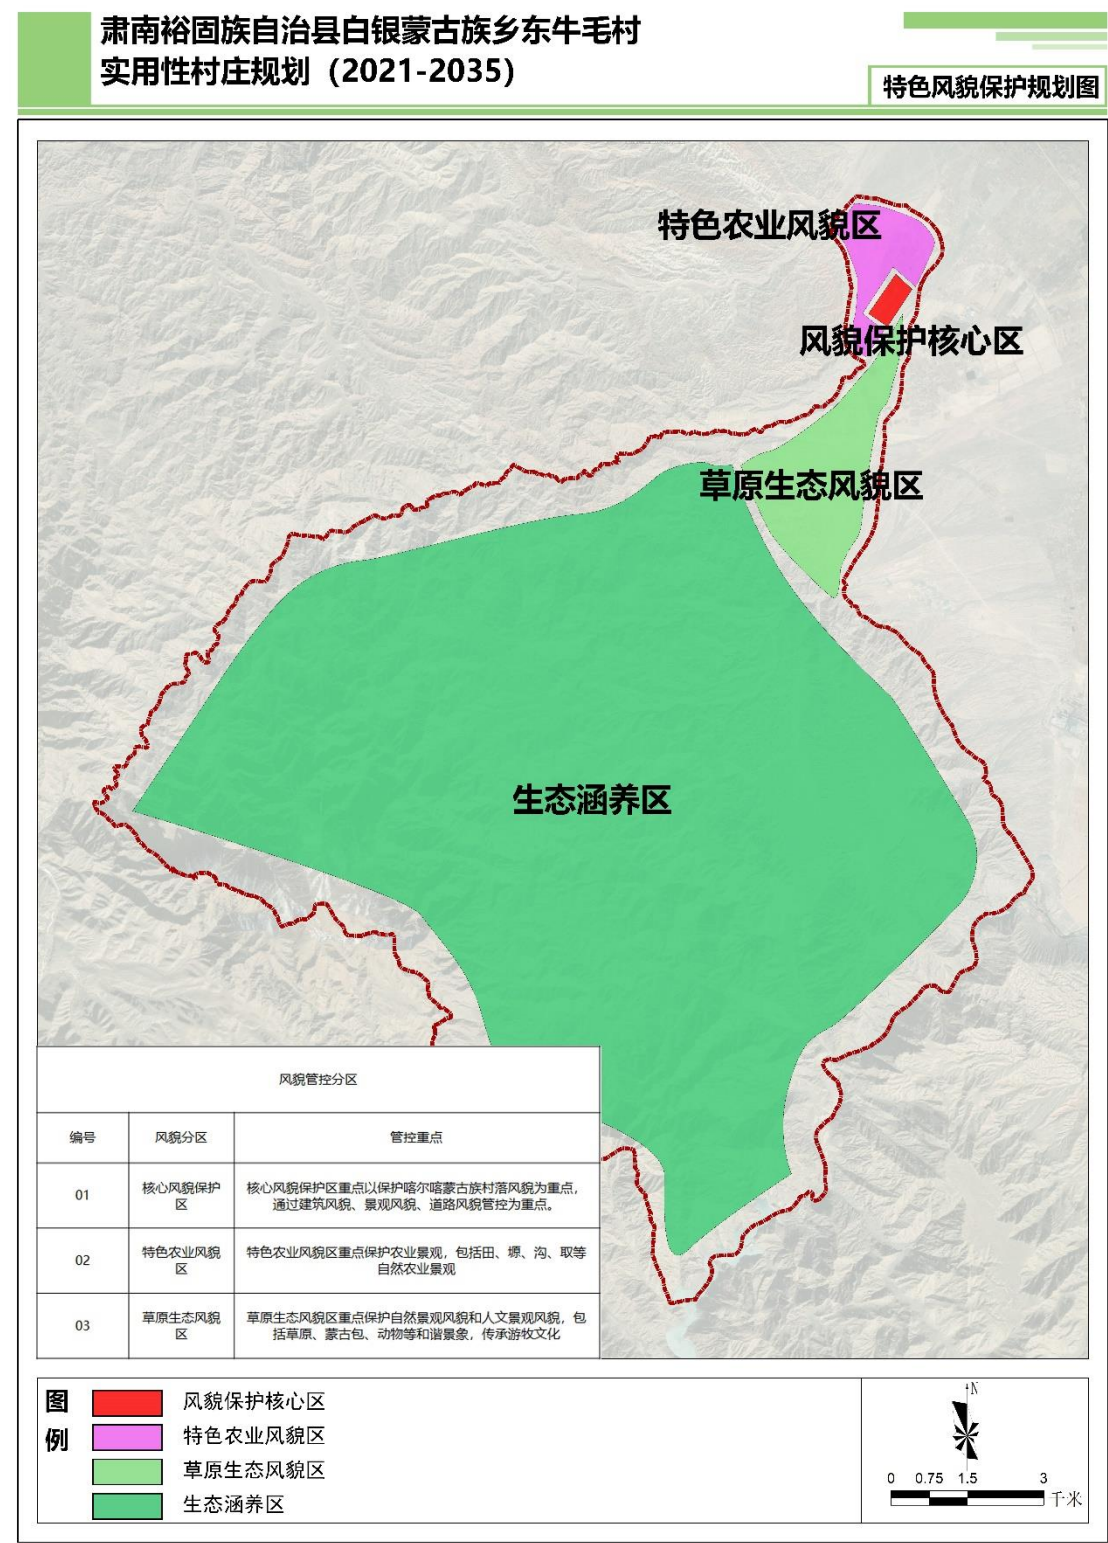 肃南裕固族自治县白银蒙古族乡东牛毛村
实用性村庄规划（2021-2035）
特色风貌保护规划图
特色农业风貌区
风貌保护核心区
草原生态风貌区
生态涵养区
风貌管控分区
编号 风貌分区 管控重点
01 核心风貌保护区 核心风貌保护区重点以保护喀尔喀蒙古族村落风貌为重点，
通过建筑风貌、景观风貌、道路风貌管控为重点。
02 特色农业风貌区 特色农业风貌区重点保护农业景观，包括田、塬、沟、取等
自然农业景观
03 草原生态风貌区 草原生态风貌区重点保护自然景观风貌和人文景观风貌，包
括草原、蒙古包、动物等和谐景象，传承游牧文化
图例
风貌保护核心区
特色农业风貌区
草原生态风貌区
生态涵养区
N
0 0.75 1.5 3
千米